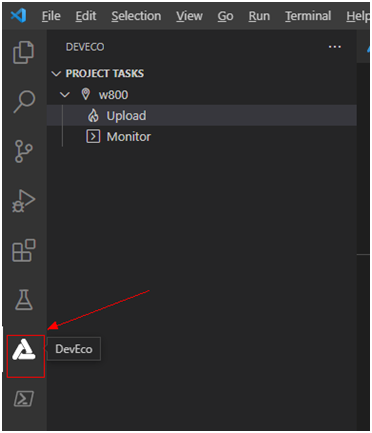 File Edit Selection View Go Run Terminal Help
DEVECO
PROJECT TASKS
w800
Upload
Monitor
DevEco